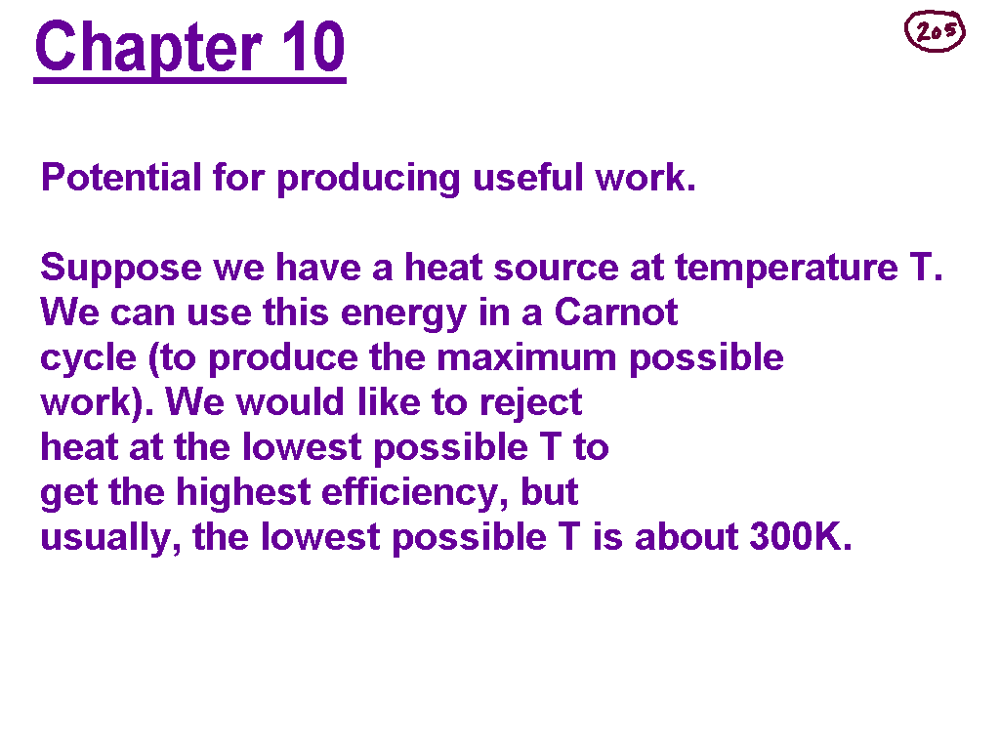 Chapter 10
205
Potential for producing useful work.
Suppose we have a heat source at temperature T.
We can use this energy in a Carnot
cycle (to produce the maximum possible
work). We would like to reject
heat at the lowest possible T to
get the highest efficiency, but
usually, the lowest possible T is about 300K.